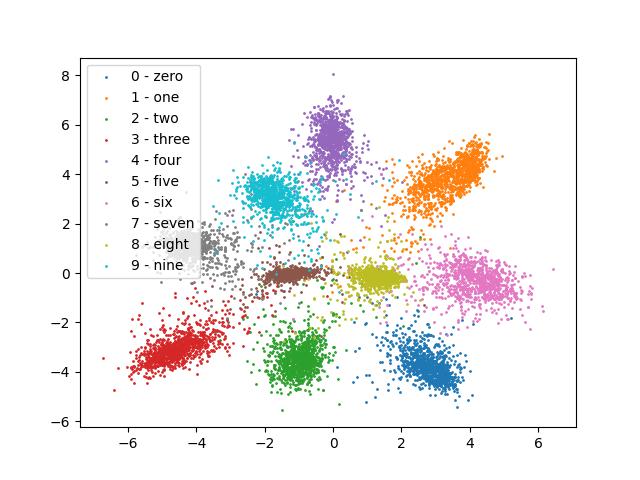 8
6
4
2
0
−2
−4
−6
−6
−4
−2
0
2
4
6
0 - zero
1 - one
2 - two
3 - three
4 - four
5 - five
6 - six
7 - seven
8 - eight
9 - nine